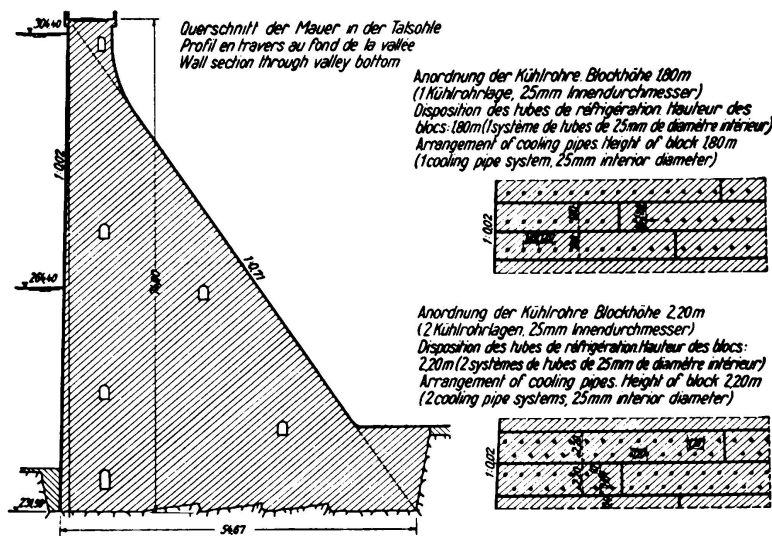 304.40
Querschnitt der Mauer in der Talsohle
Profil en travers au fond de la vallée
Wall section through valley bottom
Anordnung der Kühlrohre. Blockhöhe 1,80m
(1 Kühlrohrlage, 25mm Innendurchmesser)
Disposition des tubes de réfrigération. Hauteur des
blocs: 1,80m (1 système de tubes de 25mm de diamètre intérieur)
Arrangement of cooling pipes. Height of block 1,80m
(1 cooling pipe system, 25mm interior diameter)
1:0,02
1:0,02
264.40
1:0,71
Anordnung der Kühlrohre Blockhöhe 2,20m
(2 Kühlrohrlagen, 25mm Innendurchmesser)
Disposition des tubes de réfrigération. Hauteur des blocs:
2,20m (2 systèmes de tubes de 25mm de diamètre intérieur)
Arrangement of cooling pipes. Height of block 2,20m
(2 cooling pipe systems, 25mm interior diameter)
1:0,02
2,20
2,20
54.67